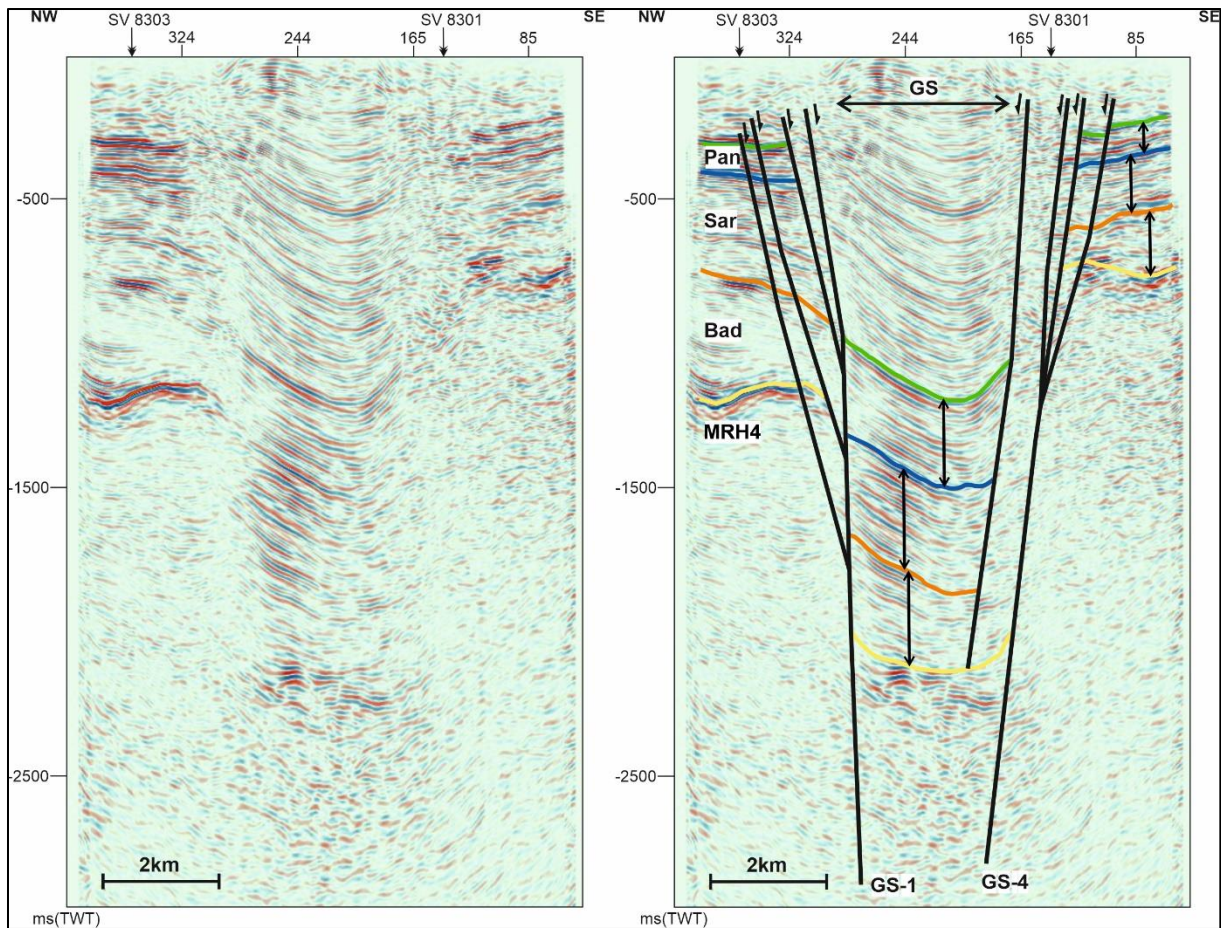 NW SV 8303 SV 8301 SE
324 244 165 85
-500
-1500
-2500
2km
ms(TWT)
NW SV 8303 SV 8301 SE
324 244 165 85
GS
Pan
-500
Sar
Bad
MRH4
-1500
-2500
2km
GS-1
GS-4
ms(TWT)